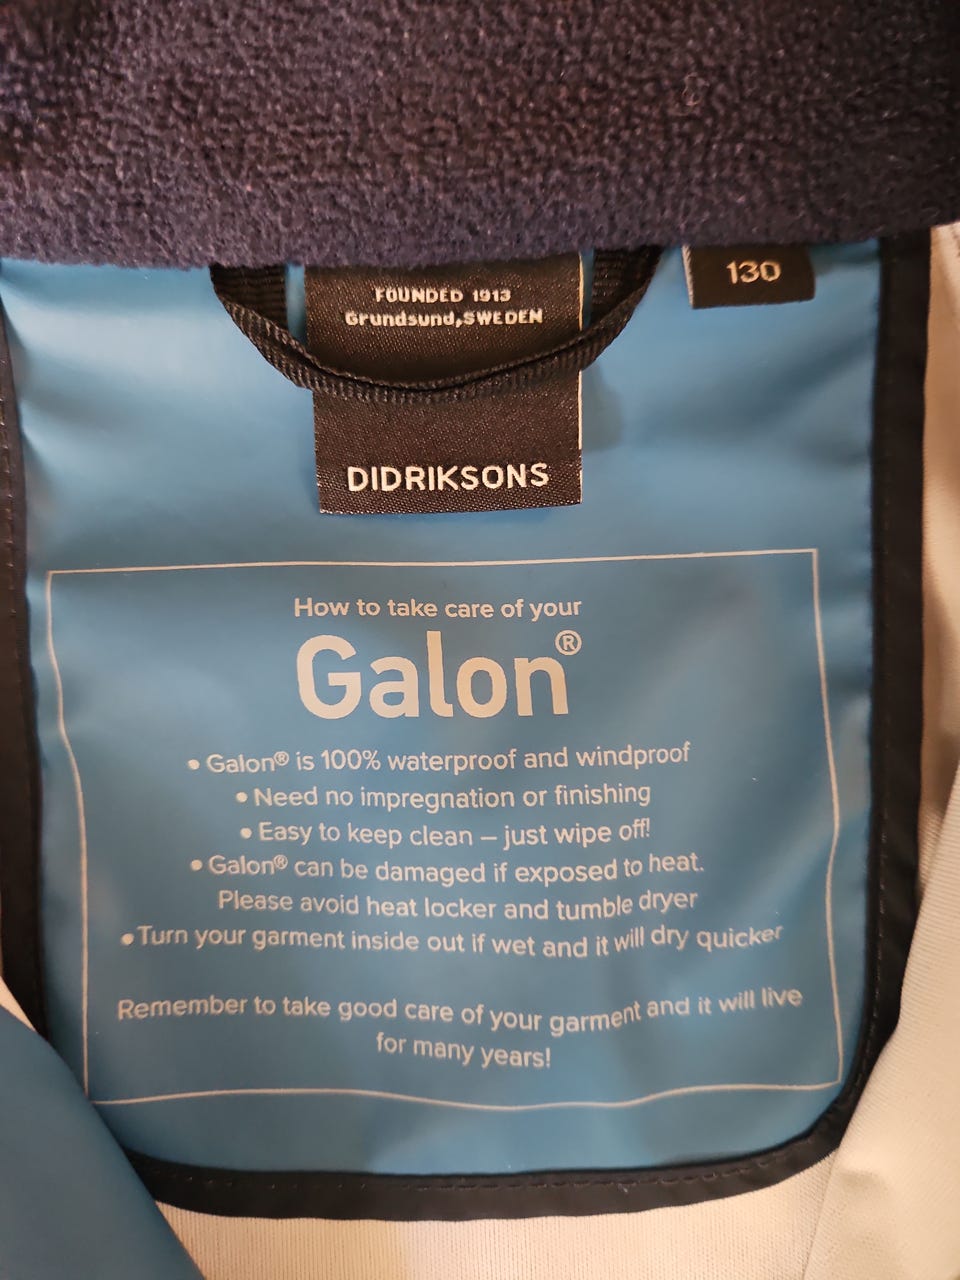 130
FOUNDED 1913
Grundsund,SWEDEN
DIDRIKSONS
How to take care of your
Galon®
• Galon® is 100% waterproof and windproof
• Need no impregnation or finishing
• Easy to keep clean – just wipe off!
• Galon® can be damaged if exposed to heat.
Please avoid heat locker and tumble dryer
• Turn your garment inside out if wet and it will dry quicker
Remember to take good care of your garment and it will live
for many years!